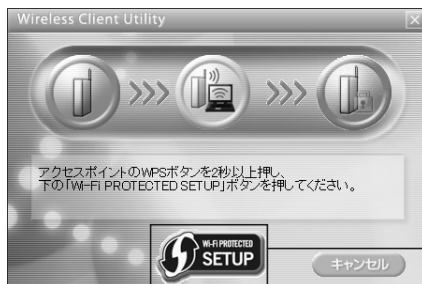 Wireless Client Utility
アクセスポイントのWPSボタンを2秒以上押し、
下の「WI-FI PROTECTED SETUP」ボタンを押してください。
WI-FI PROTECTED
SETUP
キャンセル